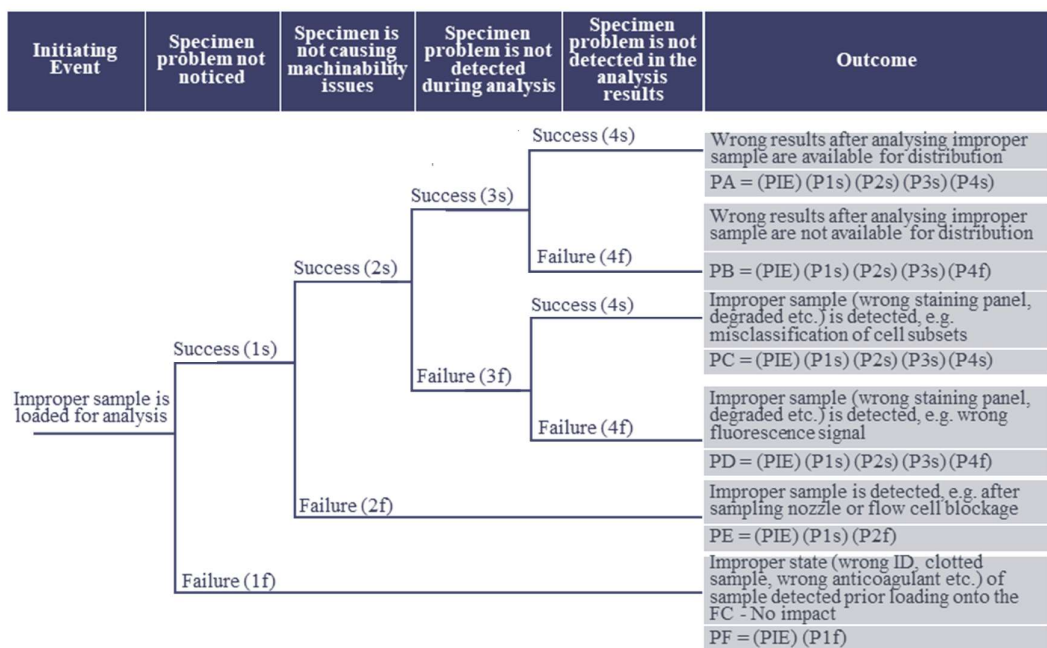 Initiating
Event
Specimen
problem not
noticed
Specimen is
not causing
machinability
issues
Specimen
problem is not
detected
during analysis
Specimen
problem is not
detected in the
analysis
results
Outcome
Improper sample is
loaded for analysis
Success (1s)
Failure (1f)
Success (2s)
Failure (2f)
Success (3s)
Failure (3f)
Success (4s)
Failure (4f)
Success (4s)
Failure (4f)
Wrong results after analysing improper
sample are available for distribution
PA = (PIE) (P1s) (P2s) (P3s) (P4s)
Wrong results after analysing improper
sample are not available for distribution
PB = (PIE) (P1s) (P2s) (P3s) (P4f)
Improper sample (wrong staining panel,
degraded etc.) is detected, e.g.
misclassification of cell subsets
PC = (PIE) (P1s) (P2s) (P3s) (P4s)
Improper sample (wrong staining panel,
degraded etc.) is detected, e.g. wrong
fluorescence signal
PD = (PIE) (P1s) (P2s) (P3s) (P4f)
Improper sample is detected, e.g. after
sampling nozzle or flow cell blockage
PE = (PIE) (P1s) (P2f)
Improper state (wrong ID, clotted
sample, wrong anticoagulant etc.) of
sample detected prior loading onto the
FC - No impact
PF = (PIE) (P1f)